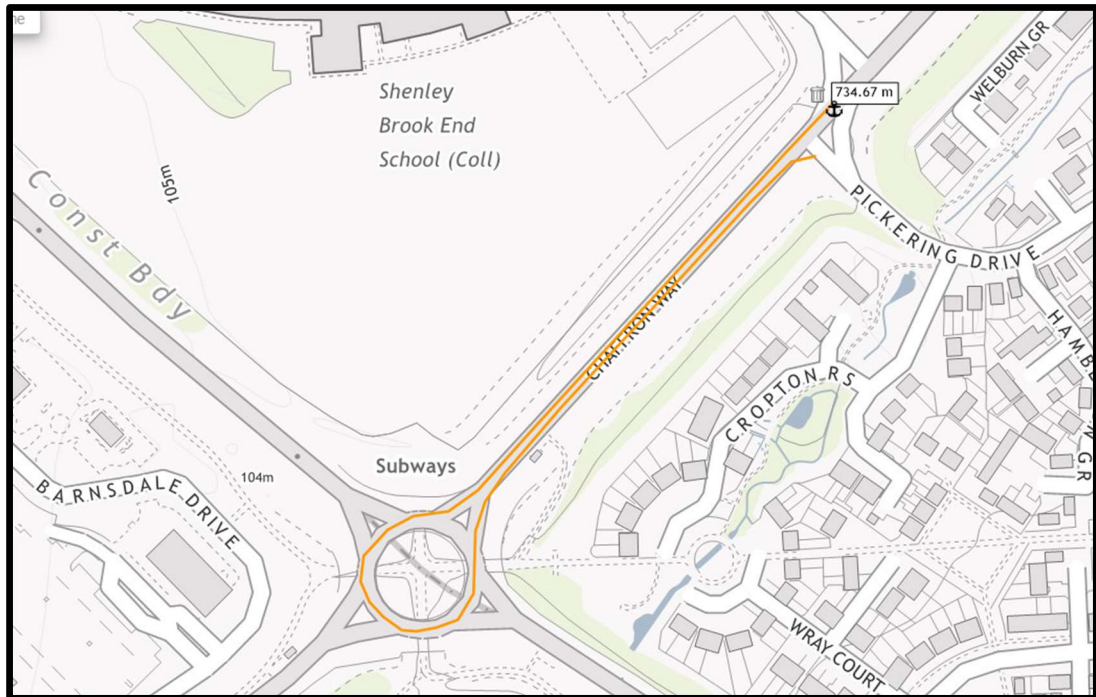 ne
734.67 m
WELBURN GR
Shenley
Brook End
School (Coll)
105m
Const Bdy
PICKERING DRIVE
CHAFFRON WAY
CROPTON RS
Subways
104m
BARNSDALE DRIVE
WRAY COURT